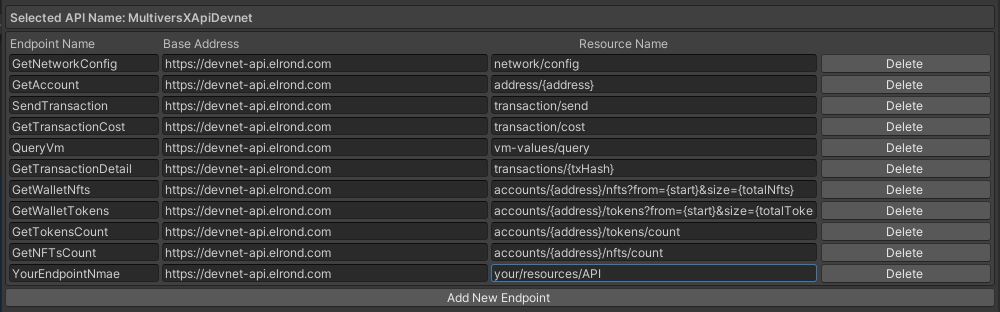 Selected API Name: MultiversXApiDevnet
Endpoint Name Base Address Resource Name
GetNetworkConfig https://devnet-api.elrond.com network/config Delete
GetAccount https://devnet-api.elrond.com address/{address} Delete
SendTransaction https://devnet-api.elrond.com transaction/send Delete
GetTransactionCost https://devnet-api.elrond.com transaction/cost Delete
QueryVm https://devnet-api.elrond.com vm-values/query Delete
GetTransactionDetail https://devnet-api.elrond.com transactions/{txHash} Delete
GetWalletNfts https://devnet-api.elrond.com accounts/{address}/nfts?from={start}&size={totalNfts} Delete
GetWalletTokens https://devnet-api.elrond.com accounts/{address}/tokens?from={start}&size={totalToke Delete
GetTokensCount https://devnet-api.elrond.com accounts/{address}/tokens/count Delete
GetNFTsCount https://devnet-api.elrond.com accounts/{address}/nfts/count Delete
YourEndpointNmae https://devnet-api.elrond.com your/resources/API Delete
Add New Endpoint